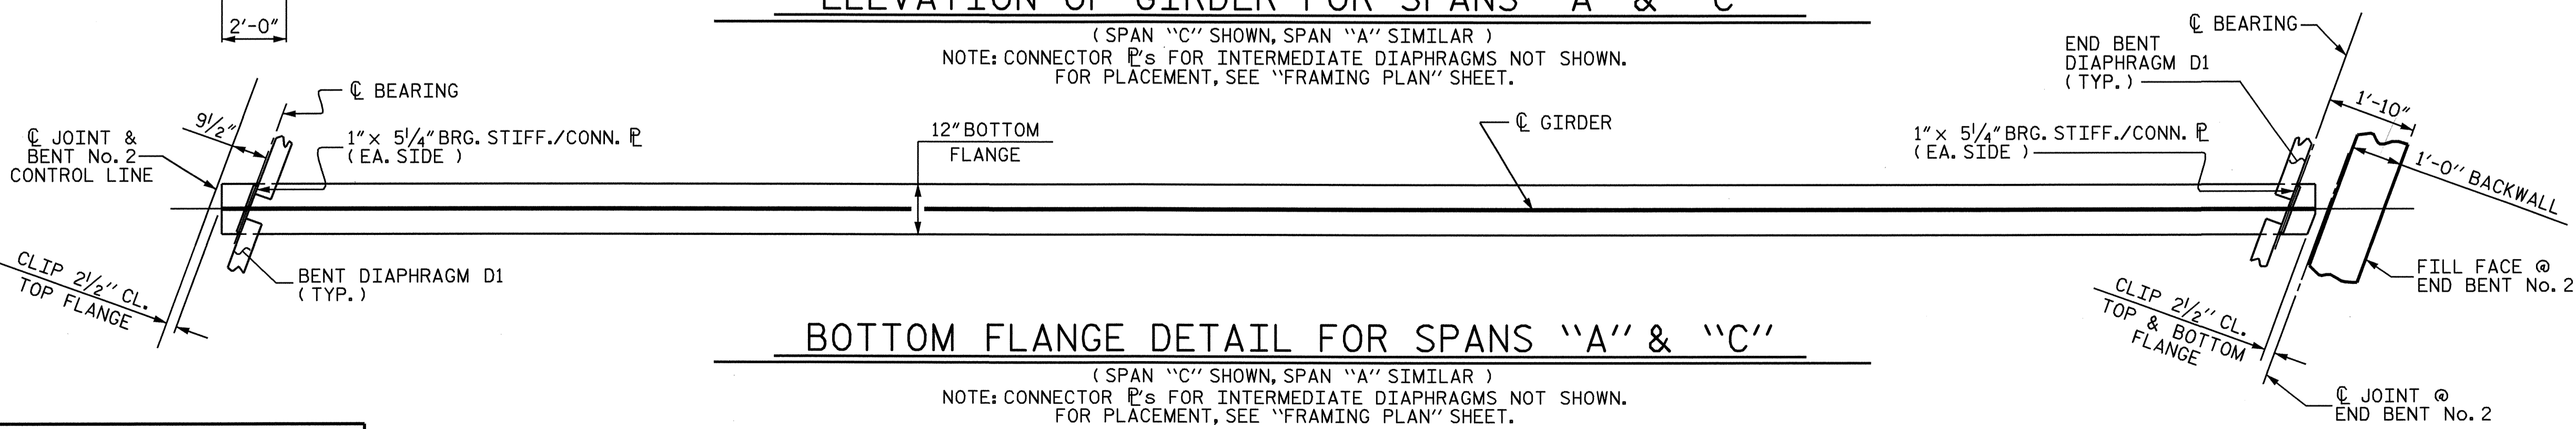 ELEVATION OF GIRDER FOR SPANS "A" & "C"
( SPAN "C" SHOWN, SPAN "A" SIMILAR )
NOTE: CONNECTOR ℙ's FOR INTERMEDIATE DIAPHRAGMS NOT SHOWN.
FOR PLACEMENT, SEE "FRAMING PLAN" SHEET.
2'-0"
℄ BEARING
9½"
℄ JOINT &
BENT No. 2
CONTROL LINE
1" x 5¼" BRG. STIFF./CONN. ℙ
( EA. SIDE )
12" BOTTOM
FLANGE
℄ GIRDER
℄ BEARING
END BENT
DIAPHRAGM D1
( TYP. )
1'-10"
1" x 5¼" BRG. STIFF./CONN. ℙ
( EA. SIDE )
1'-0" BACKWALL
CLIP 2½" CL.
TOP FLANGE
BENT DIAPHRAGM D1
( TYP. )
FILL FACE @
END BENT No. 2
CLIP 2½" CL.
TOP & BOTTOM
FLANGE
℄ JOINT @
END BENT No. 2
BOTTOM FLANGE DETAIL FOR SPANS "A" & "C"
( SPAN "C" SHOWN, SPAN "A" SIMILAR )
NOTE: CONNECTOR ℙ's FOR INTERMEDIATE DIAPHRAGMS NOT SHOWN.
FOR PLACEMENT, SEE "FRAMING PLAN" SHEET.